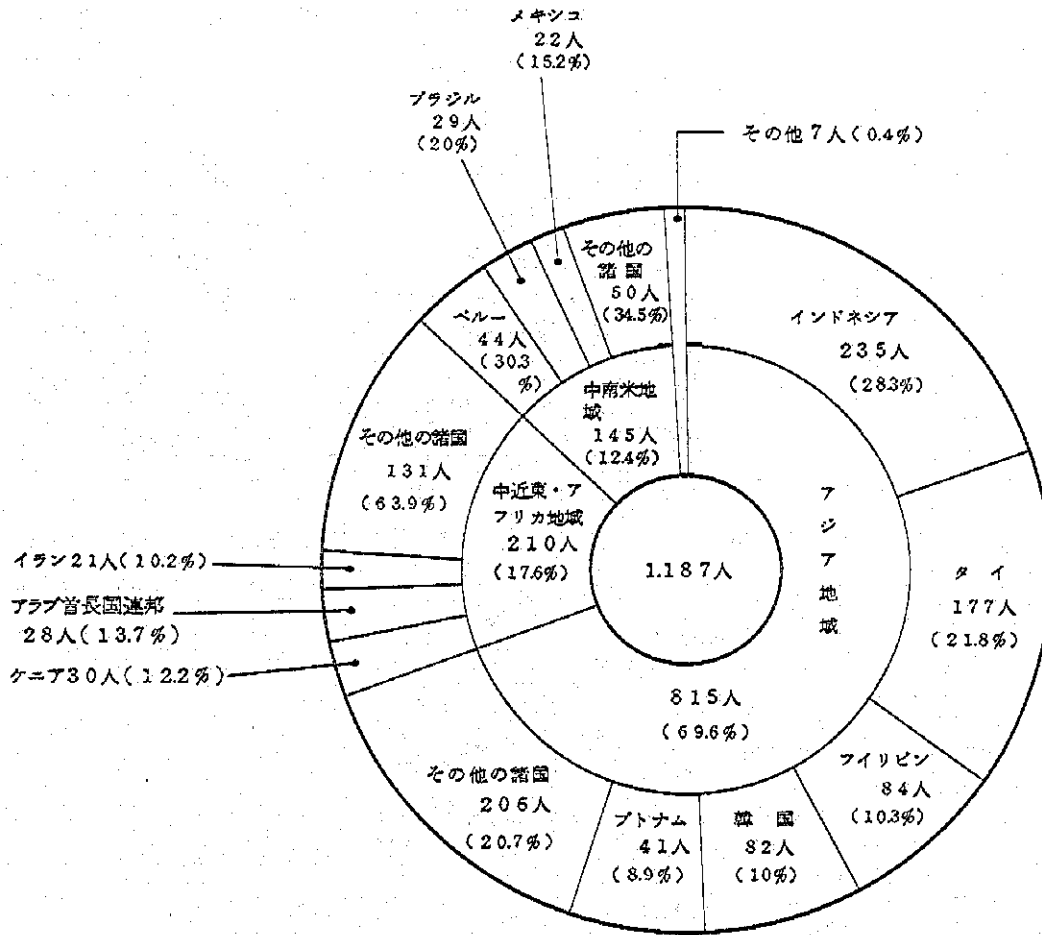 メキシコ
22人
(15.2%)
ブラジル
29人
(20%)
その他7人(0.4%)
その他の
諸国
50人
(34.5%)
ペルー
44人
(30.3
%)
インドネシア
235人
(28.3%)
中南米地
域
145人
(12.4%)
その他の諸国
131人
(63.9%)
中近東・ア
フリカ地域
210人
(17.6%)
アジア地域
815人
(69.6%)
1.187人
イラン21人(10.2%)
アラブ首長国連邦
28人(13.7%)
ケニア30人(12.2%)
タイ
177人
(21.8%)
フイリピン
84人
(10.3%)
韓国
82人
(10%)
ブトナム
41人
(8.9%)
その他の諸国
206人
(20.7%)